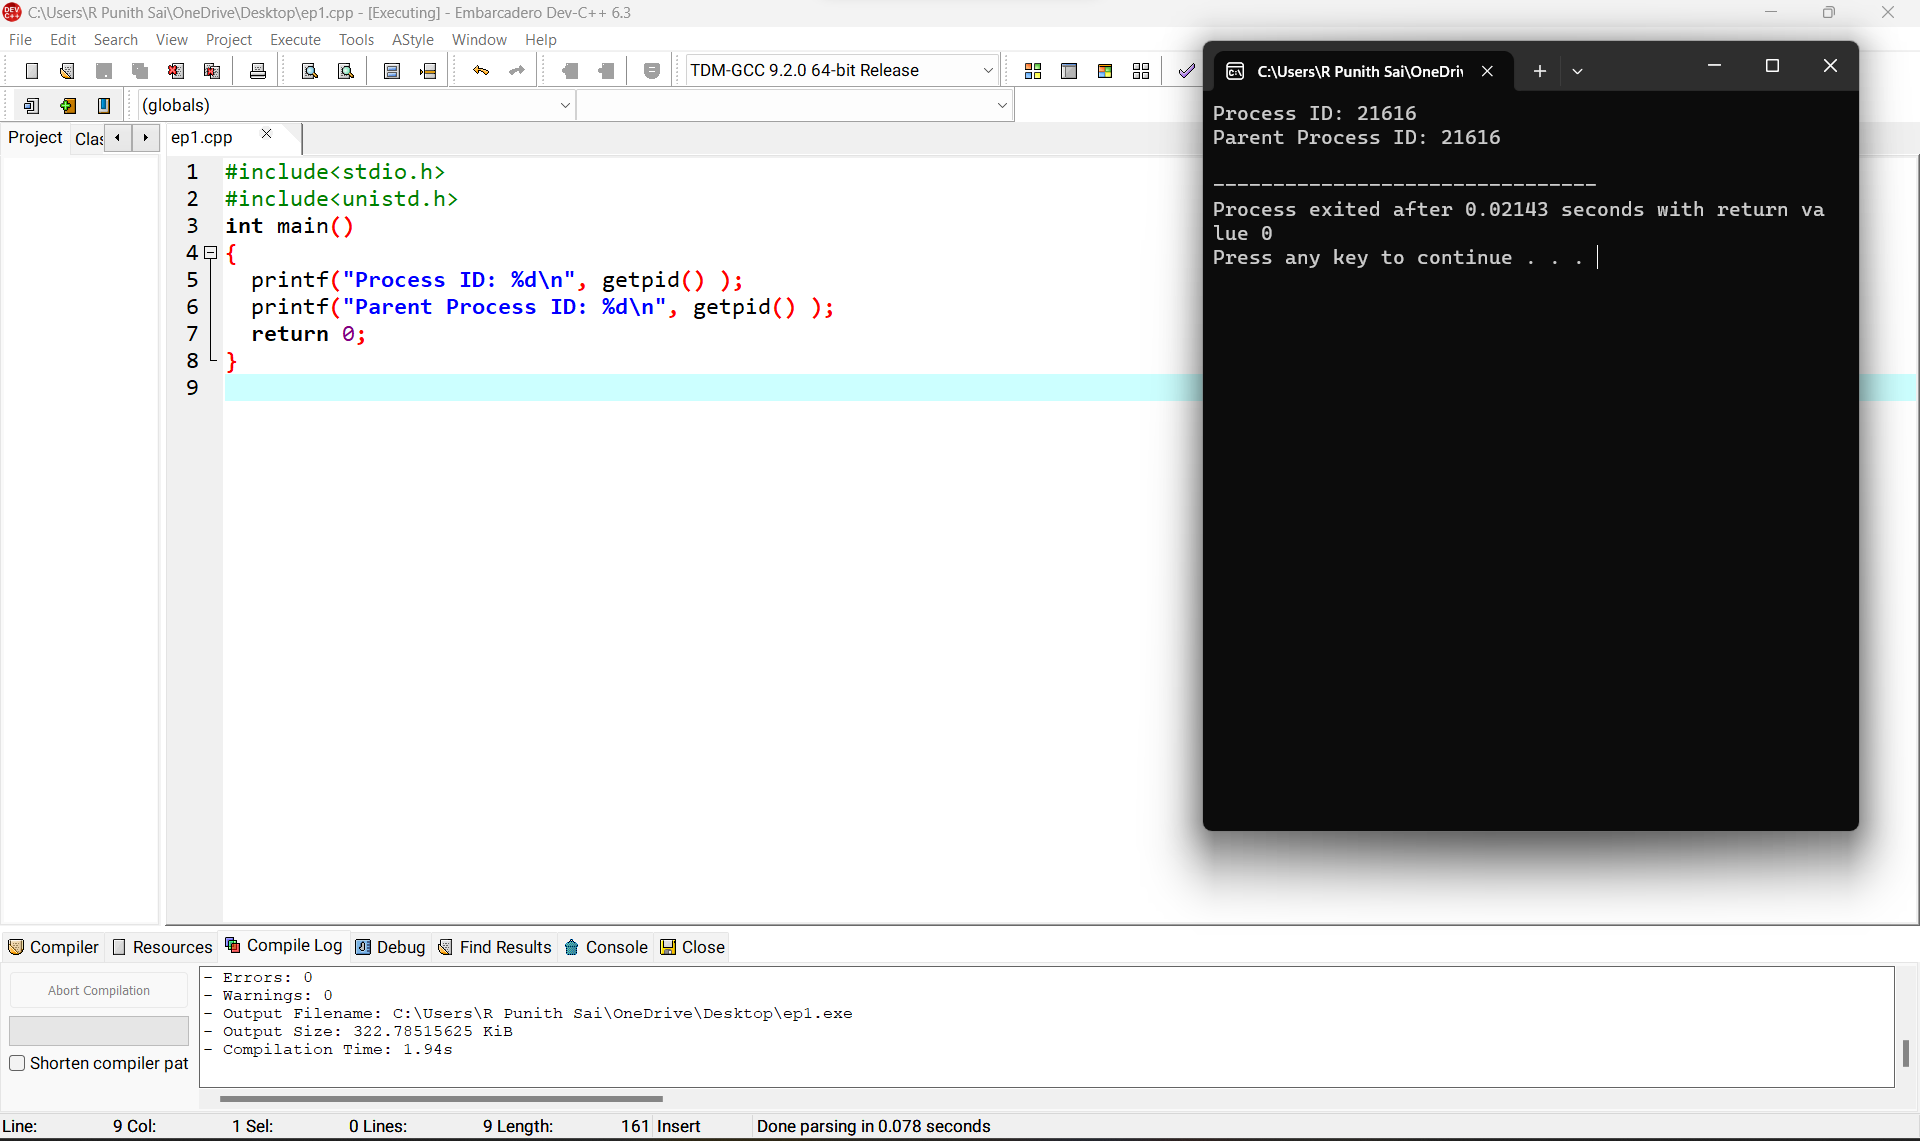 C:\Users\R Punith Sai\OneDrive\Desktop\ep1.cpp - [Executing] - Embarcadero Dev-C++ 6.3
File Edit Search View Project Execute Tools AStyle Window Help
TDM-GCC 9.2.0 64-bit Release
(globals)
Project Clas
ep1.cpp
1 #include<stdio.h>
2 #include<unistd.h>
3 int main()
4 {
5 printf("Process ID: %d\n", getpid() );
6 printf("Parent Process ID: %d\n", getpid() );
7 return 0;
8 }
9
C:\Users\R Punith Sai\OneDriv
Process ID: 21616
Parent Process ID: 21616
--------------------------------
Process exited after 0.02143 seconds with return va
lue 0
Press any key to continue . . .
Compiler Resources Compile Log Debug Find Results Console Close
Abort Compilation
Shorten compiler pat
- Errors: 0
- Warnings: 0
- Output Filename: C:\Users\R Punith Sai\OneDrive\Desktop\ep1.exe
- Output Size: 322.78515625 KiB
- Compilation Time: 1.94s
Line: 9 Col: 1 Sel: 0 Lines: 9 Length: 161 Insert Done parsing in 0.078 seconds